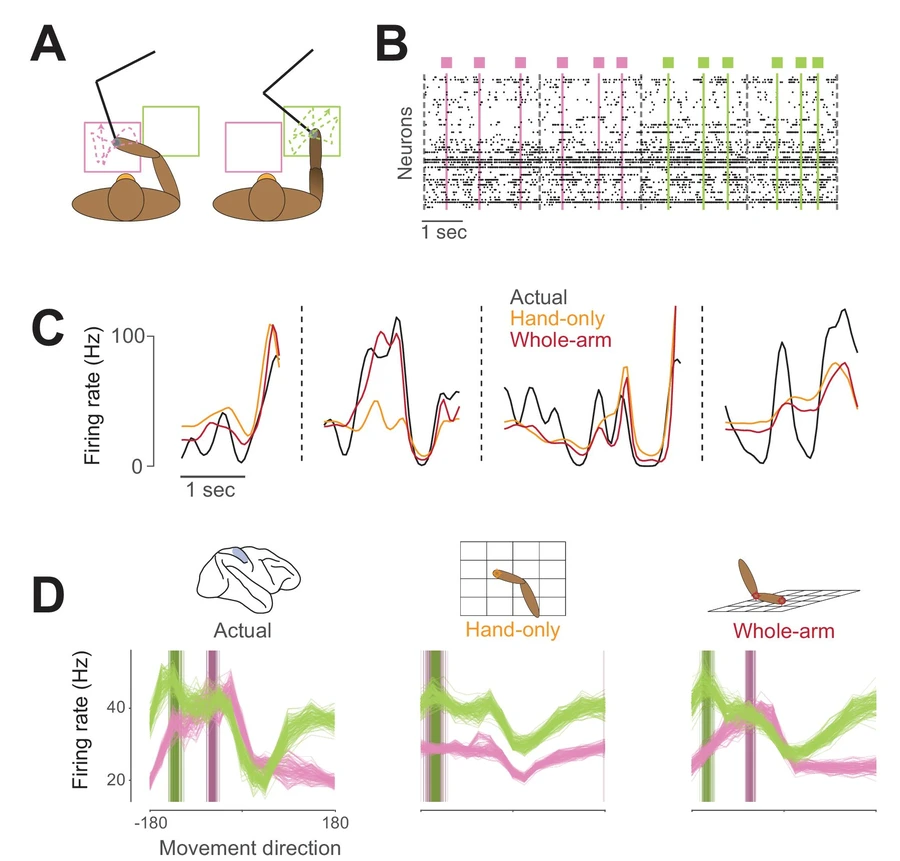 A
B
Neurons
1 sec
C
Firing rate (Hz)
100
0
1 sec
Actual
Hand-only
Whole-arm
D
Actual
Hand-only
Whole-arm
Firing rate (Hz)
40
20
-180
180
Movement direction